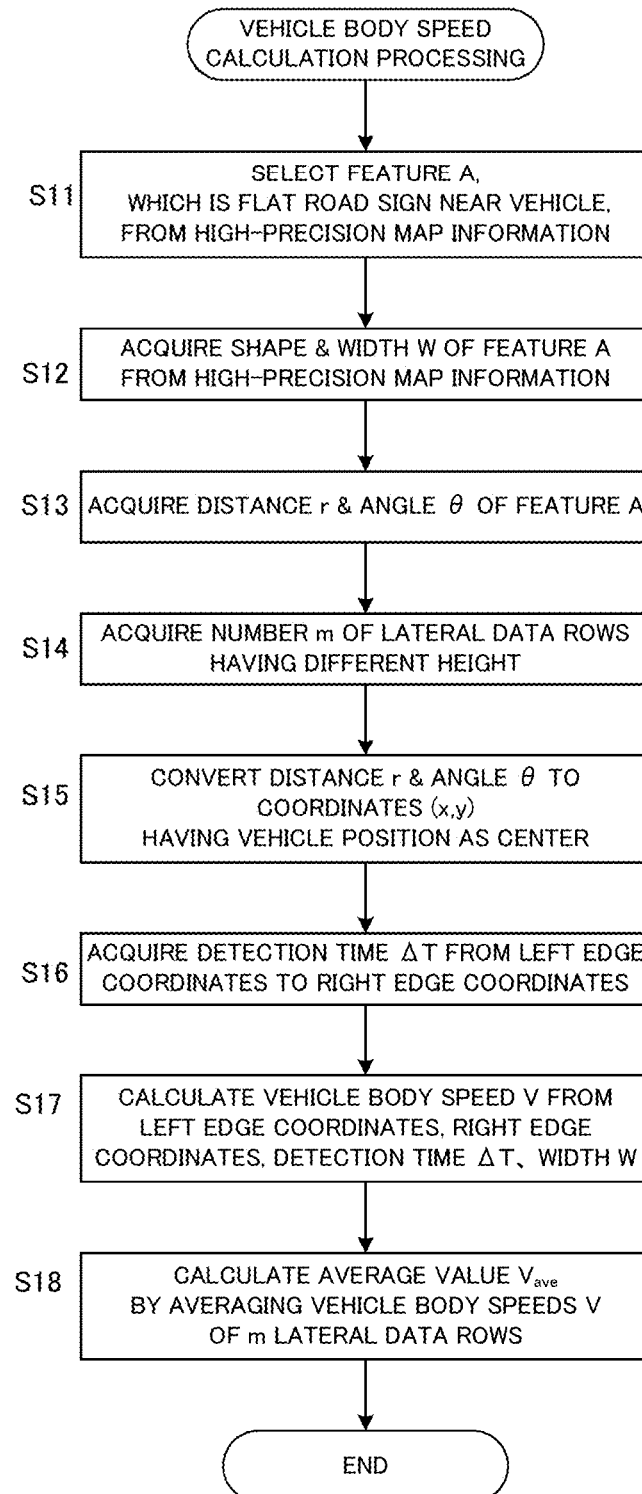 VEHICLE BODY SPEED
CALCULATION PROCESSING
S11
SELECT FEATURE A,
WHICH IS FLAT ROAD SIGN NEAR VEHICLE,
FROM HIGH-PRECISION MAP INFORMATION
S12
ACQUIRE SHAPE & WIDTH W OF FEATURE A
FROM HIGH-PRECISION MAP INFORMATION
S13
ACQUIRE DISTANCE r & ANGLE θ OF FEATURE A
S14
ACQUIRE NUMBER m OF LATERAL DATA ROWS
HAVING DIFFERENT HEIGHT
S15
CONVERT DISTANCE r & ANGLE θ TO
COORDINATES (x,y)
HAVING VEHICLE POSITION AS CENTER
S16
ACQUIRE DETECTION TIME ΔT FROM LEFT EDGE
COORDINATES TO RIGHT EDGE COORDINATES
S17
CALCULATE VEHICLE BODY SPEED V FROM
LEFT EDGE COORDINATES, RIGHT EDGE
COORDINATES, DETECTION TIME ΔT、WIDTH W
S18
CALCULATE AVERAGE VALUE Vave
BY AVERAGING VEHICLE BODY SPEEDS V
OF m LATERAL DATA ROWS
END